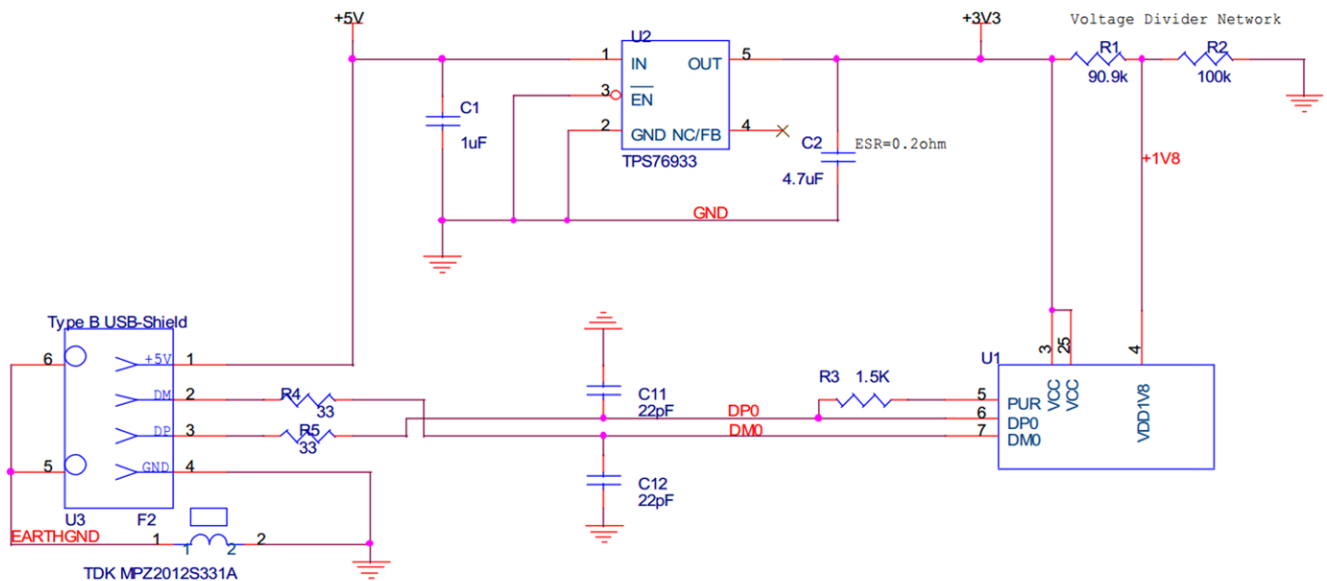 +5V
+3V3
Voltage Divider Network
U2
1
IN
OUT
5
3
EN
2
GND
NC/FB
4
TPS76933
C1
1uF
C2
4.7uF
ESR=0.2ohm
R1
90.9k
R2
100k
+1V8
GND
Type B USB-Shield
6
+5V
1
DM
2
R4
33
DP
3
R5
33
5
GND
4
U3
F2
EARTHGND
1
1
2
2
TDK MPZ2012S331A
C11
22pF
DP0
DM0
C12
22pF
R3
1.5K
U1
3
25
4
VCC
VCC
VDD1V8
5
PUR
6
DP0
7
DM0